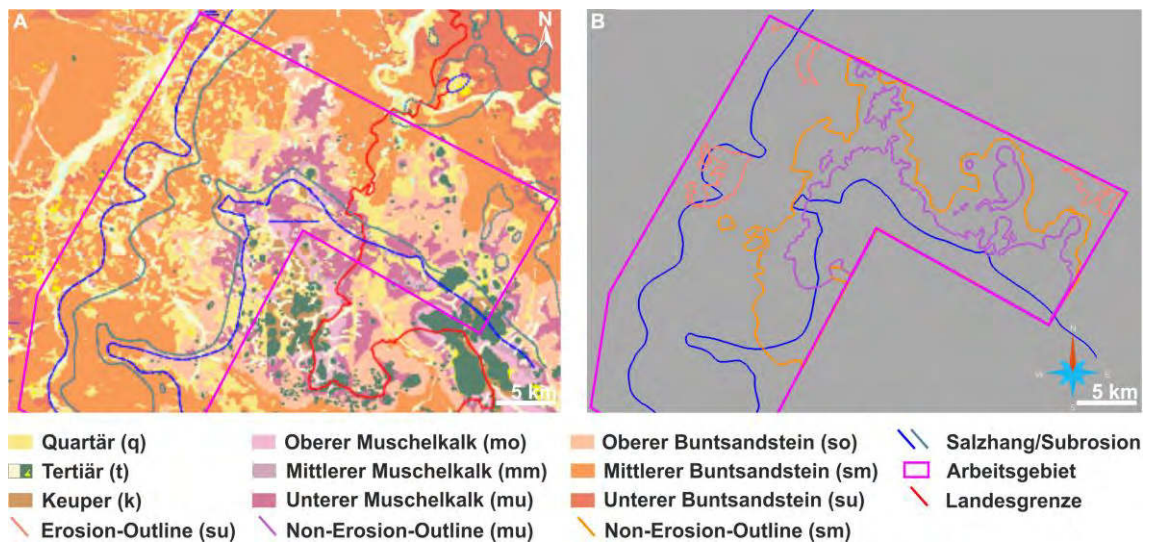 A
N
5 km
B
N
W
E
S
5 km
Quartär (q)
Oberer Muschelkalk (mo)
Oberer Buntsandstein (so)
Salzhang/Subrosion
Tertiär (t)
Mittlerer Muschelkalk (mm)
Mittlerer Buntsandstein (sm)
Arbeitsgebiet
Keuper (k)
Unterer Muschelkalk (mu)
Unterer Buntsandstein (su)
Landesgrenze
Erosion-Outline (su)
Non-Erosion-Outline (mu)
Non-Erosion-Outline (sm)